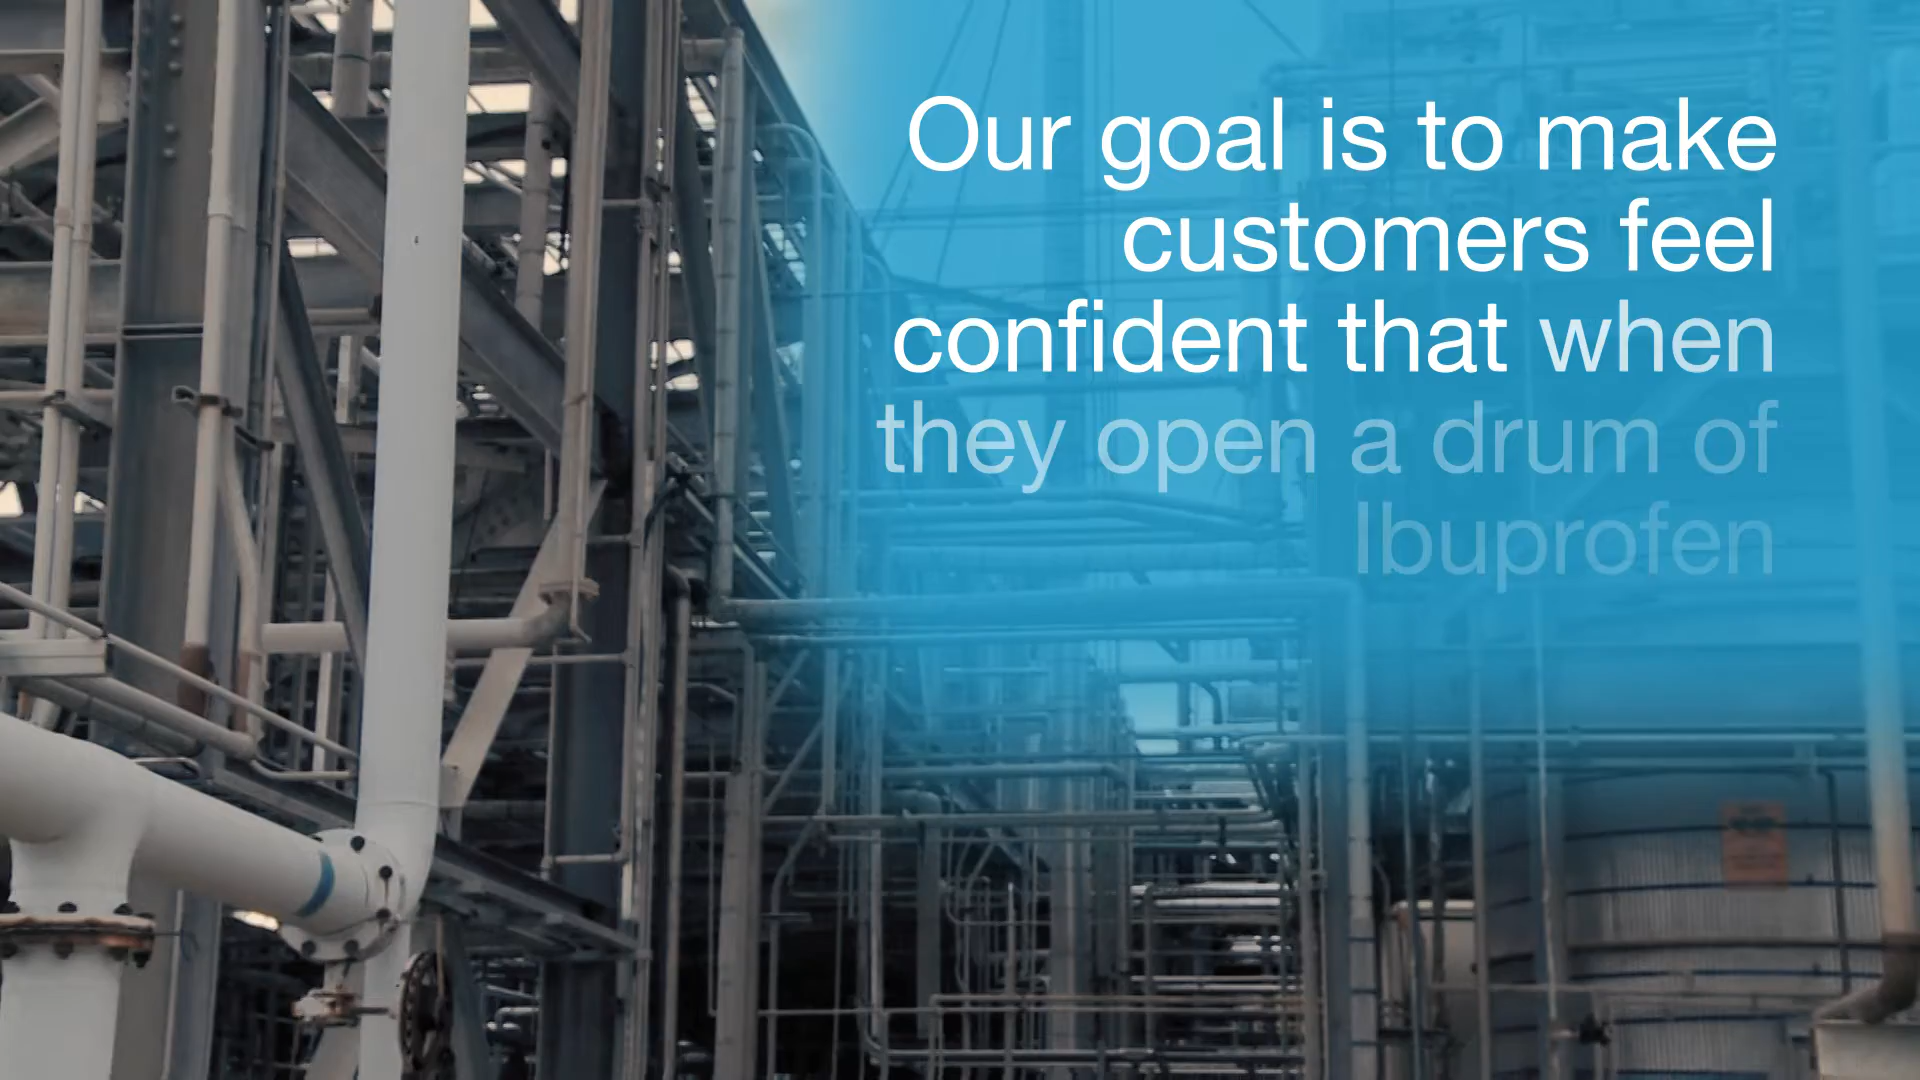 Our goal is to make
customers feel
confident that when
they open a drum of
Ibuprofen